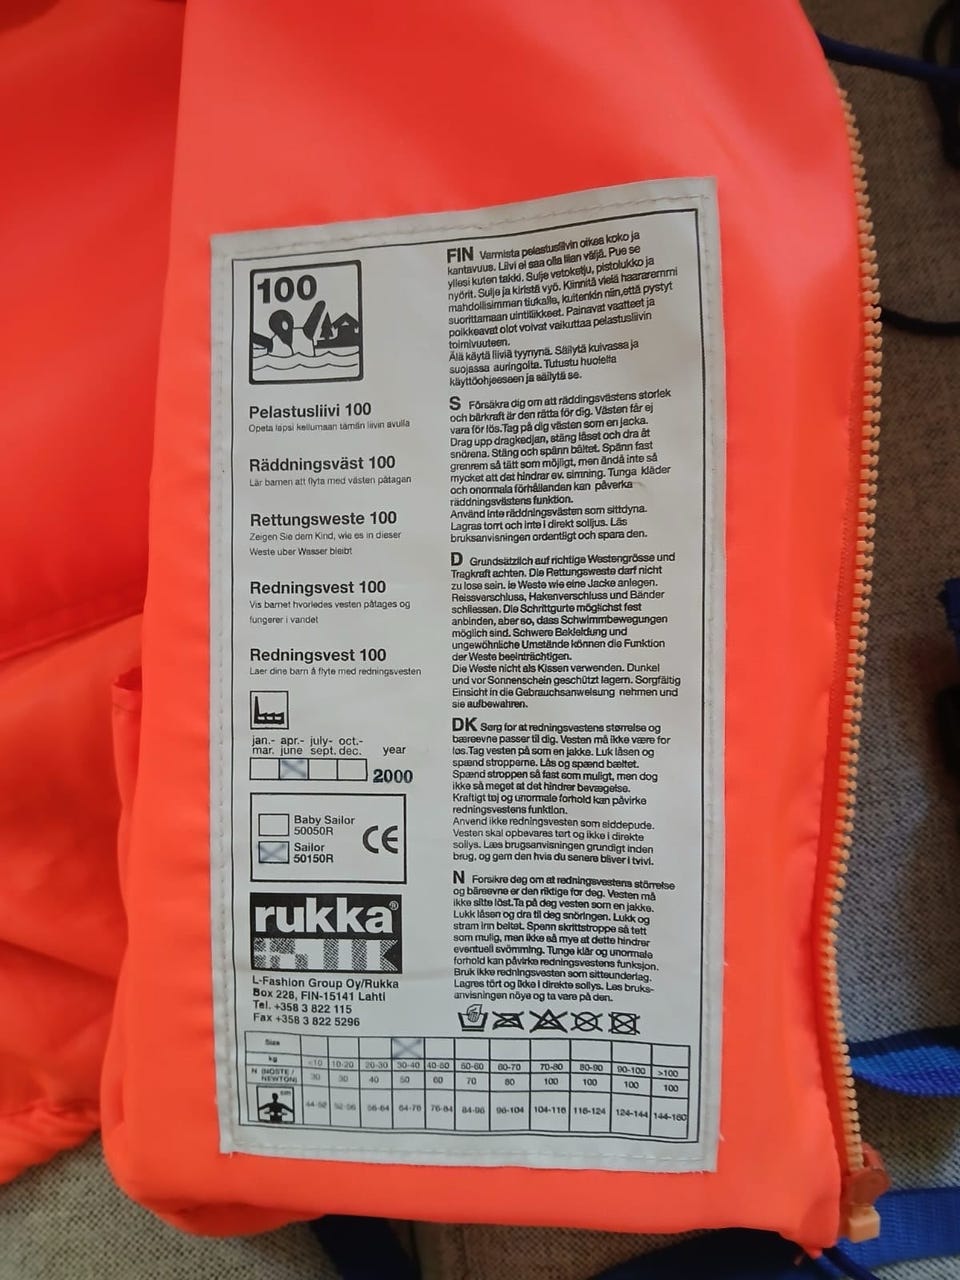 100
Pelastusliivi 100
Opeta lapsi kellumaan tämän liivin avulla
Räddningsväst 100
Lär barnen att flyta med västen påtagan
Rettungsweste 100
Zeigen Sie dem Kind, wie es in dieser
Weste uber Wasser bleibt
Redningsvest 100
Vis barnet hvorledes vesten påtages og
fungerer i vandet
Redningsvest 100
Laer dine barn å flyte med redningsvesten
jan.- apr.- july- oct.-
mar. june sept. dec. year
2000
Baby Sailor
50050R
Sailor
50150R
CE
rukka®
L-Fashion Group Oy/Rukka
Box 228, FIN-15141 Lahti
Tel. +358 3 822 115
Fax +358 3 822 5296
FIN Varmista pelastusliivin oikea koko ja
kantavuus. Liivi ei saa olla liian väljä. Pue se
yllesi kuten takki. Sulje vetoketju, pistolukko ja
nyörit. Sulje ja kiristä vyö. Kiinnitä vielä haararemmi
mahdollisimman tiukalle, kuitenkin niin,että pystyt
suorittamaan uintiliikkeet. Painavat vaatteet ja
poikkeavat olot voivat vaikuttaa pelastusliivin
toimivuuteen.
Älä käytä liiviä tyynynä. Säilytä kuivassa ja
suojassa auringolta. Tutustu huolella
käyttöohjeeseen ja säilytä se.
S Försäkra dig om att räddingsvästens storlek
och bärkraft är den rätta för dig. Västen får ej
vara för lös.Tag på dig västen som en jacka.
Drag upp dragkedjan, stäng låset och dra åt
snörena. Stäng och spänn bältet. Spänn fast
grenrem så tätt som möjligt, men ändå inte så
mycket att det hindrar ev. simning. Tunga kläder
och onormala förhållanden kan påverka
räddningsvästens funktion.
Använd inte räddningsvästen som sittdyna.
Lagras torrt och inte i direkt solljus. Läs
bruksanvisningen ordentligt och spara den.
D Grundsätzlich auf richtige Westengrösse und
Tragkraft achten. Die Rettungsweste darf nicht
zu lose sein. ie Weste wie eine Jacke anlegen.
Reissverschluss, Hakenverschluss und Bänder
schliessen. Die Schrittgurte möglichst fest
anbinden, aber so, dass Schwimmbewegungen
möglich sind. Schwere Bekleidung und
ungewöhnliche Umstände können die Funktion
der Weste beeinträchtigen.
Die Weste nicht als Kissen verwenden. Dunkel
und vor Sonnenschein geschützt lagern. Sorgfältig
Einsicht in die Gebrauchsanweisung nehmen und
sie aufbewahren.
DK Sørg for at redningsvestens størrelse og
bæreevne passer til dig. Vesten må ikke være for
løs.Tag vesten på som en jakke. Luk låsen og
spænd stropperne. Lås og spænd bæltet.
Spænd stroppen så fast som muligt, men dog
ikke så meget at det hindrer bevægelse.
Kraftigt tøj og unormale forhold kan påvirke
redningsvestens funktion.
Anvend ikke redningsvesten som siddepude.
Vesten skal opbevares tørt og ikke i direkte
sollys. Læs brugsanvisningen grundigt inden
brug, og gem den hvis du senere bliver i tvivl.
N Forsikre deg om at redningsvestens störrelse
og bäreevne er den riktige for deg. Vesten må
ikke sitte löst.Ta på deg vesten som en jakke.
Lukk låsen og dra til deg snöringen. Lukk og
stram inn beltet. Spenn skrittstroppe så tett
som mulig, men ikke så mye at dette hindrer
eventuell svömming. Tunge klär og unormale
forhold kan påvirke redningsvestens funksjon.
Bruk ikke redningsvesten som sitteunderlag.
Lagres tört og ikke i direkte sollys. Les bruks-
anvisningen nöye og ta vare på den.
Size
kg <10 10-20 20-30 30-40 40-50 50-60 60-70 70-80 80-90 90-100 >100
N (NOSTE / NEWTON) 30 30 40 50 60 70 80 100 100 100 100
cm 44-52 52-56 56-64 64-76 76-84 84-96 96-104 104-116 116-124 124-144 144-160